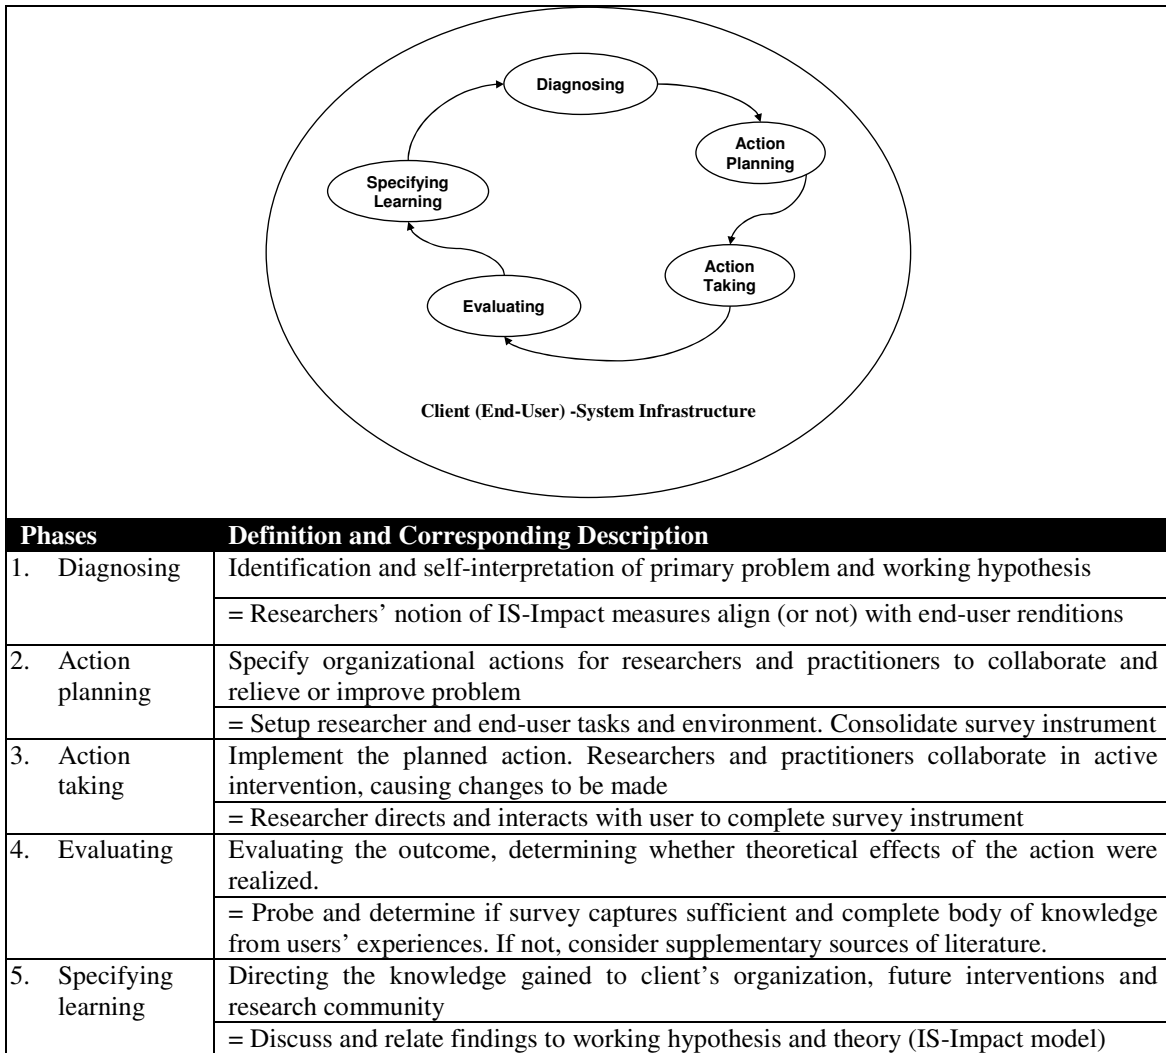 Diagnosing
Action
Planning
Specifying
Learning
Action
Taking
Evaluating
Client (End-User) -System Infrastructure
Phases Definition and Corresponding Description
1. Diagnosing Identification and self-interpretation of primary problem and working hypothesis
= Researchers’ notion of IS-Impact measures align (or not) with end-user renditions
2. Action planning Specify organizational actions for researchers and practitioners to collaborate and
relieve or improve problem
= Setup researcher and end-user tasks and environment. Consolidate survey instrument
3. Action taking Implement the planned action. Researchers and practitioners collaborate in active
intervention, causing changes to be made
= Researcher directs and interacts with user to complete survey instrument
4. Evaluating Evaluating the outcome, determining whether theoretical effects of the action were
realized.
= Probe and determine if survey captures sufficient and complete body of knowledge
from users’ experiences. If not, consider supplementary sources of literature.
5. Specifying learning Directing the knowledge gained to client’s organization, future interventions and
research community
= Discuss and relate findings to working hypothesis and theory (IS-Impact model)